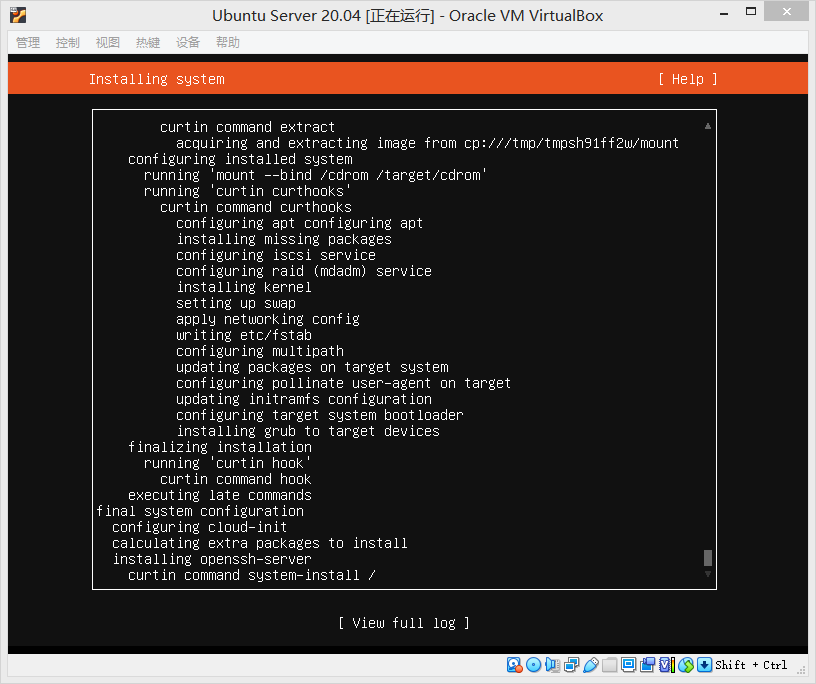 Ubuntu Server 20.04 [正在运行] - Oracle VM VirtualBox
管理 控制 视图 热键 设备 帮助
Installing system [ Help ]
curtin command extract
acquiring and extracting image from cp:///tmp/tmpsh91ff2w/mount
configuring installed system
running 'mount --bind /cdrom /target/cdrom'
running 'curtin curthooks'
curtin command curthooks
configuring apt configuring apt
installing missing packages
configuring iscsi service
configuring raid (mdadm) service
installing kernel
setting up swap
apply networking config
writing etc/fstab
configuring multipath
updating packages on target system
configuring pollinate user-agent on target
updating initramfs configuration
configuring target system bootloader
installing grub to target devices
finalizing installation
running 'curtin hook'
curtin command hook
executing late commands
final system configuration
configuring cloud-init
calculating extra packages to install
installing openssh-server
curtin command system-install /
[ View full log ]
Shift + Ctrl